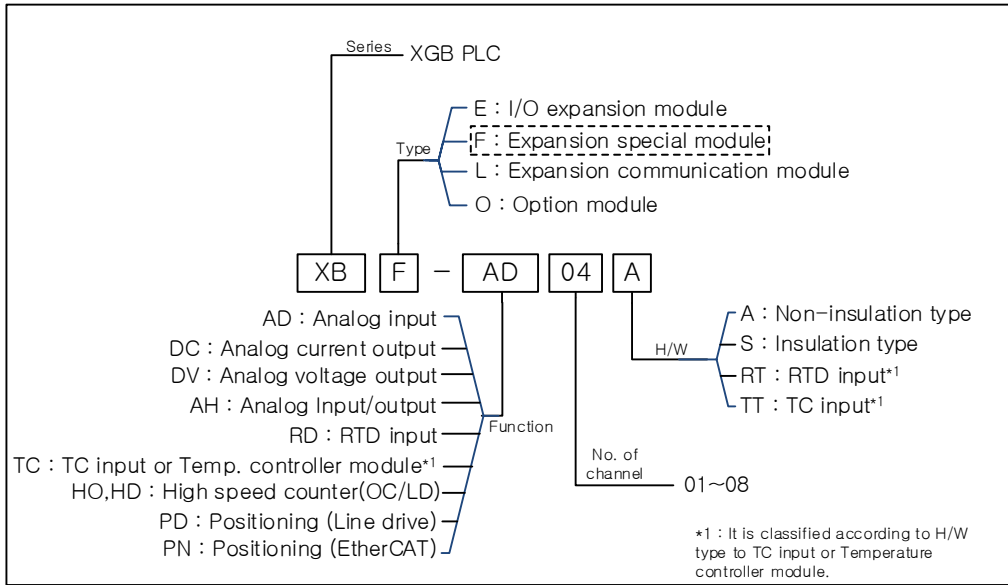 Series
XGB PLC
E : I/O expansion module
F : Expansion special module
Type
L : Expansion communication module
O : Option module
XB F - AD 04 A
AD : Analog input
DC : Analog current output
DV : Analog voltage output
AH : Analog Input/output
RD : RTD input
TC : TC input or Temp. controller module*1
HO,HD : High speed counter(OC/LD)
PD : Positioning (Line drive)
PN : Positioning (EtherCAT)
Function
A : Non-insulation type
S : Insulation type
H/W
RT : RTD input*1
TT : TC input*1
No. of
channel
01~08
*1 : It is classified according to H/W
type to TC input or Temperature
controller module.